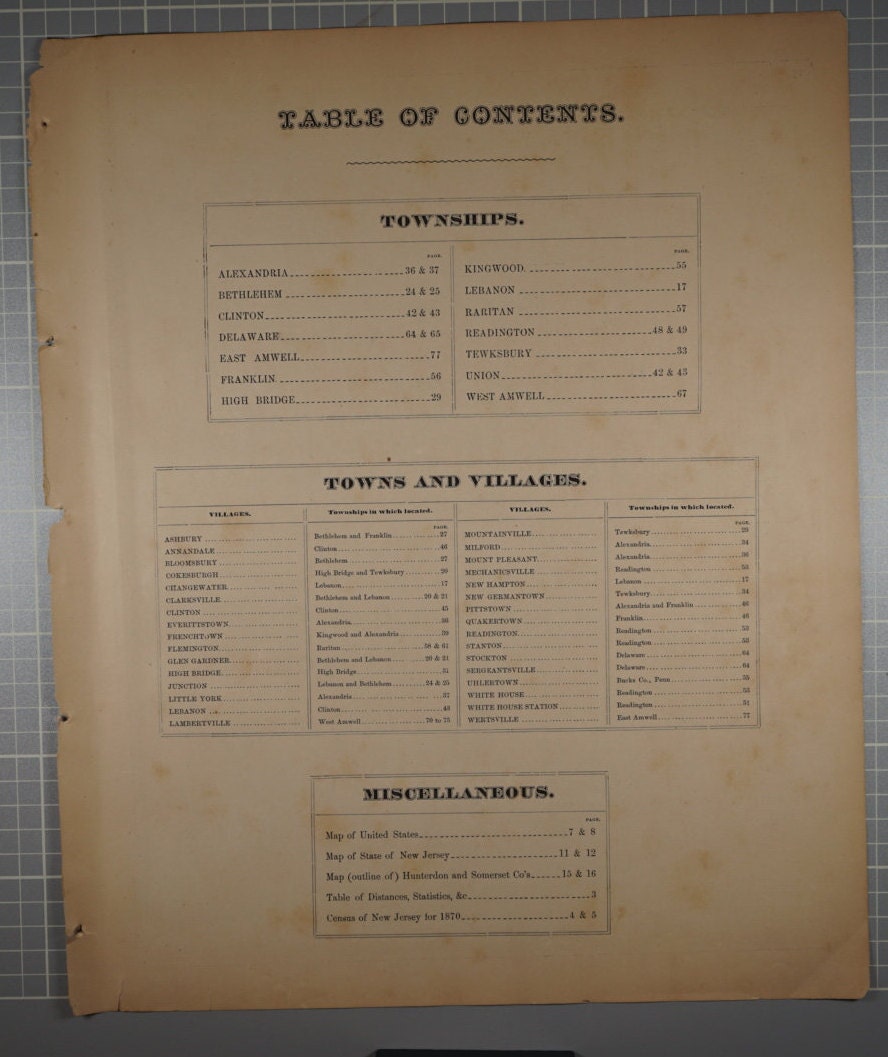 TABLE OF CONTENTS.
TOWNSHIPS.
PAGE.
ALEXANDRIA 36 & 37
BETHLEHEM 24 & 25
CLINTON 42 & 43
DELAWARE 64 & 65
EAST AMWELL 77
FRANKLIN 56
HIGH BRIDGE 29
PAGE.
KINGWOOD. 55
LEBANON 17
RARITAN 57
READINGTON 48 & 49
TEWKSBURY 33
UNION 42 & 43
WEST AMWELL 67
TOWNS AND VILLAGES.
VILLAGES. Townships in which located.
PAGE.
ASHBURY Bethlehem and Franklin 27
ANNANDALE Clinton 46
BLOOMSBURY Bethlehem 27
COKESBURGH High Bridge and Tewksbury
CHANGEWATER Lebanon 17
CLARKSVILLE Bethlehem and Lebanon 20 & 21
CLINTON Clinton 45
EVERITTSTOWN Alexandria
FRENCHTOWN Kingwood and Alexandria 39
FLEMINGTON Raritan 58 & 61
GLEN GARDNER Bethlehem and Lebanon 20 & 21
HIGH BRIDGE High Bridge 31
JUNCTION Lebanon and Bethlehem 24 & 25
LITTLE YORK Alexandria
LEBANON Clinton
LAMBERTVILLE West Amwell 70 to 75
VILLAGES. Townships in which located.
PAGE.
MOUNTAINVILLE Tewksbury
MILFORD Alexandria 34
MOUNT PLEASANT Alexandria
MECHANICSVILLE Readington 53
NEW HAMPTON Lebanon 17
NEW GERMANTOWN Tewksbury 34
PITTSTOWN Alexandria and Franklin 46
QUAKERTOWN Franklin 46
READINGTON Readington 53
STANTON Readington 53
STOCKTON Delaware 64
SERGEANTSVILLE Delaware 64
UHLERTOWN Bucks Co., Penn
WHITE HOUSE Readington 53
WHITE HOUSE STATION Readington 51
WERTSVILLE East Amwell 77
MISCELLANEOUS.
PAGE.
Map of United States 7 & 8
Map of State of New Jersey 11 & 12
Map (outline of) Hunterdon and Somerset Co's 15 & 16
Table of Distances, Statistics, &c 3
Census of New Jersey for 1870 4 & 5